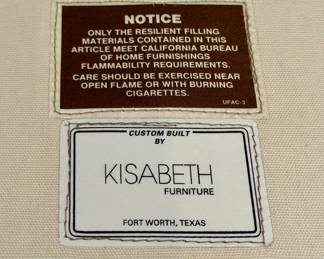 NOTICE
ONLY THE RESILIENT FILLING
MATERIALS CONTAINED IN THIS
ARTICLE MEET CALIFORNIA BUREAU
OF HOME FURNISHINGS
FLAMMABILITY REQUIREMENTS.
CARE SHOULD BE EXERCISED NEAR
OPEN FLAME OR WITH BURNING
CIGARETTES.
UFAC-3
CUSTOM BUILT
BY
KISABETH
FURNITURE
FORT WORTH, TEXAS